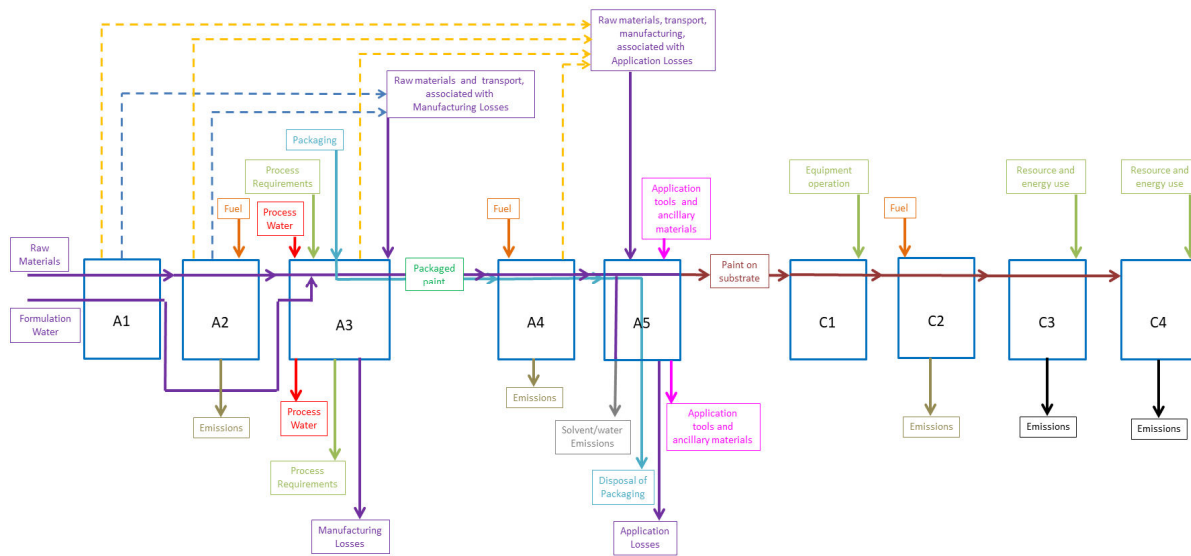 Raw materials, transport,
manufacturing,
associated with
Application Losses
Raw materials and transport,
associated with
Manufacturing Losses
Packaging
Process
Requirements
Equipment
operation
Resource and
energy use
Resource and
energy use
Application
tools and
ancillary
materials
Fuel
Process
Water
Fuel
Fuel
Raw
Materials
Packaged
paint
Paint on
substrate
Formulation
Water
A1
A2
A3
A4
A5
C1
C2
C3
C4
Emissions
Process
Water
Emissions
Solvent/water
Emissions
Application
tools and
ancillary materials
Emissions
Emissions
Emissions
Process
Requirements
Disposal of
Packaging
Manufacturing
Losses
Application
Losses